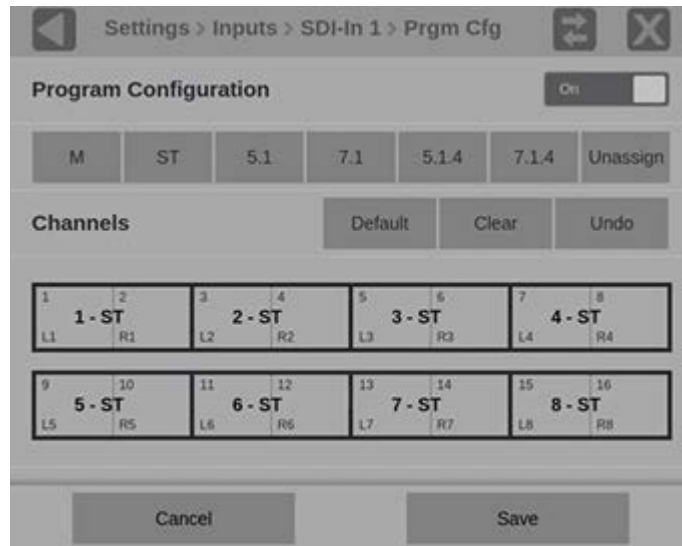 Settings > Inputs > SDI-In 1 > Prgm Cfg
Program Configuration On
M ST 5.1 7.1 5.1.4 7.1.4 Unassign
Channels Default Clear Undo
1 2 3 4 5 6 7 8
1 - ST 2 - ST 3 - ST 4 - ST
L1 R1 L2 R2 L3 R3 L4 R4
9 10 11 12 13 14 15 16
5 - ST 6 - ST 7 - ST 8 - ST
L5 R5 L6 R6 L7 R7 L8 R8
Cancel Save